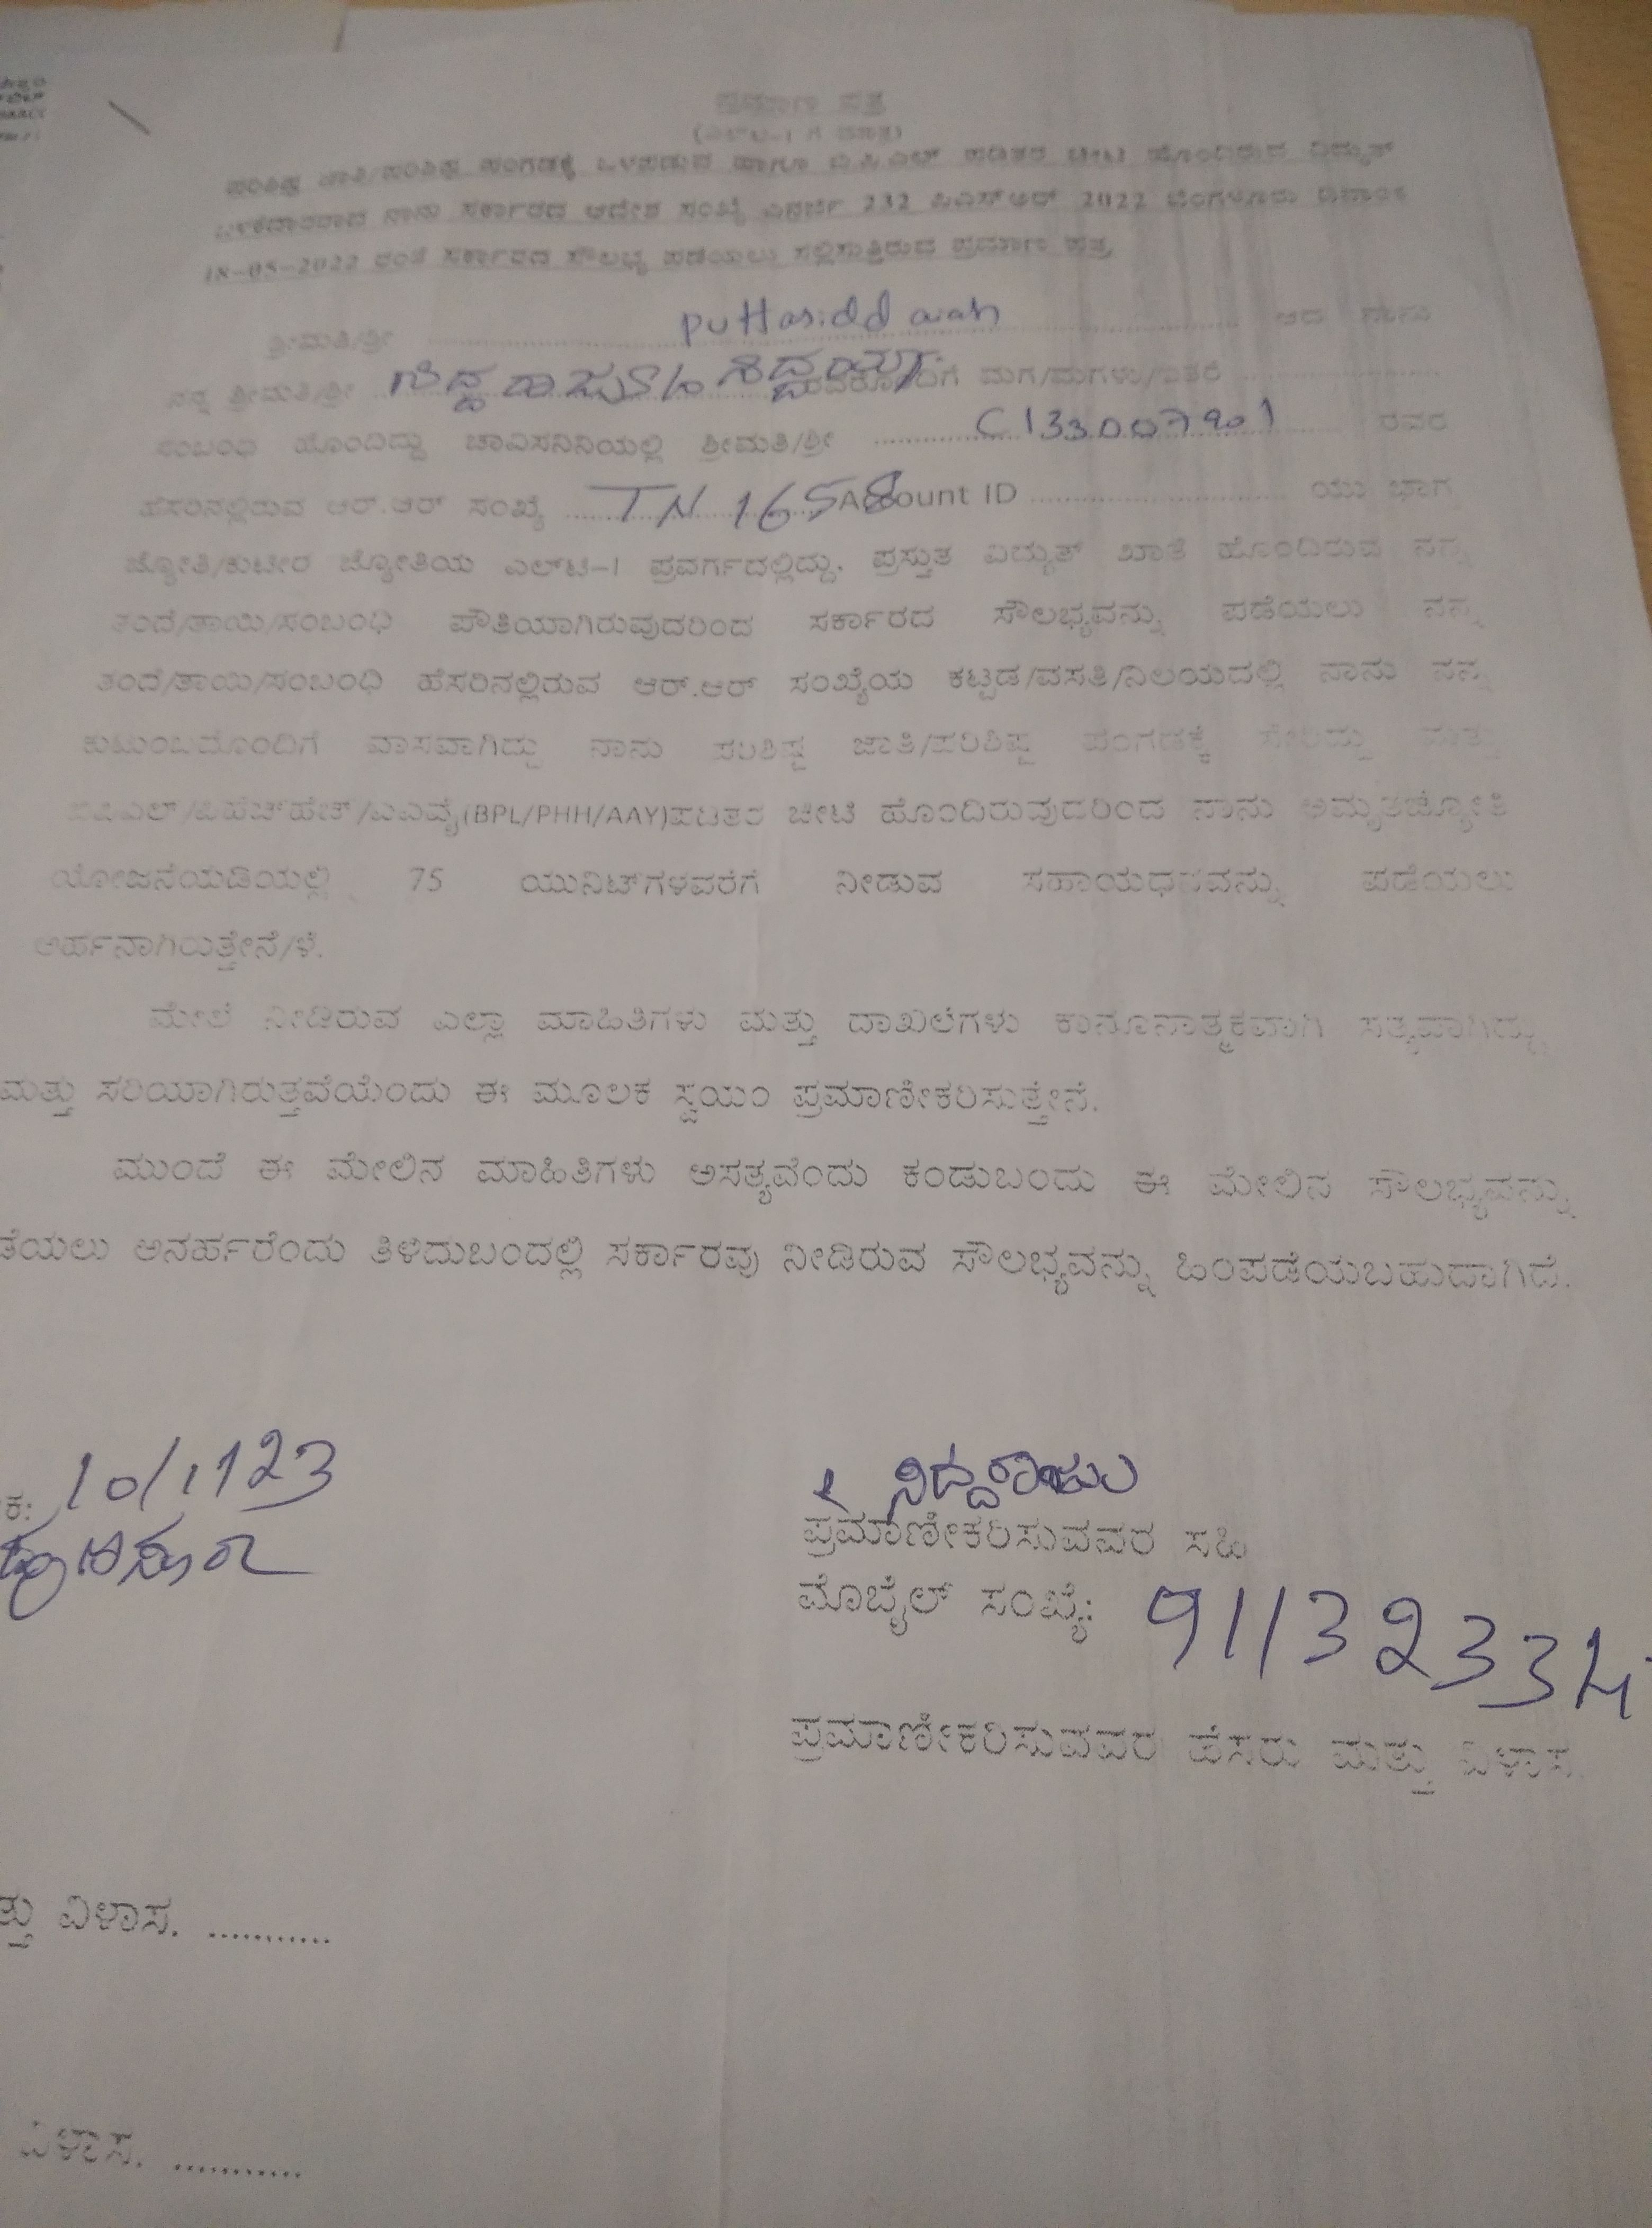 ಪ್ರಮಾಣ ಪತ್ರ
ಪರಿಶಿಷ್ಟ ಜಾತಿ/ಪರಿಶಿಷ್ಟ ಪಂಗಡಕ್ಕೆ ಒಳಪಡುವ ಹಾಗೂ ಬಿ.ಪಿ.ಎಲ್ ಪಡಿತರ ಚೀಟಿ ಹೊಂದಿರುವ ವಿದ್ಯುತ್
ಬಳಕೆದಾರರಾದ ನಾನು ಸರ್ಕಾರದ ಆದೇಶ ಸಂಖ್ಯೆ ಎನರ್ಜಿ 232 ಪಿಎಸ್ಆರ್ 2022 ಬೆಂಗಳೂರು ದಿನಾಂಕ
18-05-2022 ರಂತೆ ಸರ್ಕಾರದ ಸೌಲಭ್ಯ ಪಡೆಯಲು ಸಲ್ಲಿಸುತ್ತಿರುವ ಪ್ರಮಾಣ ಪತ್ರ
ಶ್ರೀಮತಿ/ಶ್ರೀ puttasiddaiah ಆದ ನಾನು
ನನ್ನ ಶ್ರೀಮತಿ/ಶ್ರೀ ಸಿದ್ದರಾಜು S/o ಸಿದ್ದಯ್ಯ ರವರೊಂದಿಗೆ ಮಗ/ಮಗಳು/ಇತರೆ
ಸಂಬಂಧ ಹೊಂದಿದ್ದು ಚಾವಿಸನಿನಿಯಲ್ಲಿ ಶ್ರೀಮತಿ/ಶ್ರೀ C133007901 ರವರ
ಹೆಸರಿನಲ್ಲಿರುವ ಆರ್.ಆರ್ ಸಂಖ್ಯೆ TN 1658 Account ID ಯು ಭಾಗ್ಯ
ಜ್ಯೋತಿ/ಕುಟೀರ ಜ್ಯೋತಿಯ ಎಲ್‌ಟಿ-1 ಪ್ರವರ್ಗದಲ್ಲಿದ್ದು. ಪ್ರಸ್ತುತ ವಿದ್ಯುತ್ ಖಾತೆ ಹೊಂದಿರುವ ನನ್ನ
ತಂದೆ/ತಾಯಿ/ಸಂಬಂಧಿ ಪೌತಿಯಾಗಿರುವುದರಿಂದ ಸರ್ಕಾರದ ಸೌಲಭ್ಯವನ್ನು ಪಡೆಯಲು ನನ್ನ
ತಂದೆ/ತಾಯಿ/ಸಂಬಂಧಿ ಹೆಸರಿನಲ್ಲಿರುವ ಆರ್.ಆರ್ ಸಂಖ್ಯೆಯ ಕಟ್ಟಡ/ವಸತಿ/ನಿಲಯದಲ್ಲಿ ನಾನು ನನ್ನ
ಕುಟುಂಬದೊಂದಿಗೆ ವಾಸವಾಗಿದ್ದು ನಾನು ಪರಿಶಿಷ್ಟ ಜಾತಿ/ಪರಿಶಿಷ್ಟ ಪಂಗಡಕ್ಕೆ ಸೇರಿದ್ದು ಮತ್ತು
ಬಿಪಿಎಲ್/ಪಿಹೆಚ್‌ಹೆಚ್/ಎಎವೈ(BPL/PHH/AAY)ಪಡಿತರ ಚೀಟಿ ಹೊಂದಿರುವುದರಿಂದ ನಾನು ಅಮೃತಜ್ಯೋತಿ
ಯೋಜನೆಯಡಿಯಲ್ಲಿ 75 ಯುನಿಟ್‌ಗಳವರೆಗೆ ನೀಡುವ ಸಹಾಯಧನವನ್ನು ಪಡೆಯಲು
ಅರ್ಹನಾಗಿರುತ್ತೇನೆ/ಳೆ.
ಮೇಲೆ ನೀಡಿರುವ ಎಲ್ಲಾ ಮಾಹಿತಿಗಳು ಮತ್ತು ದಾಖಲೆಗಳು ಕಾನೂನಾತ್ಮಕವಾಗಿ ಸತ್ಯವಾಗಿದ್ದು
ಮತ್ತು ಸರಿಯಾಗಿರುತ್ತವೆಯೆಂದು ಈ ಮೂಲಕ ಸ್ವಯಂ ಪ್ರಮಾಣೀಕರಿಸುತ್ತೇನೆ.
ಮುಂದೆ ಈ ಮೇಲಿನ ಮಾಹಿತಿಗಳು ಅಸತ್ಯವೆಂದು ಕಂಡುಬಂದು ಈ ಮೇಲಿನ ಸೌಲಭ್ಯವನ್ನು
ಡೆಯಲು ಅನರ್ಹರೆಂದು ತಿಳಿದುಬಂದಲ್ಲಿ ಸರ್ಕಾರವು ನೀಡಿರುವ ಸೌಲಭ್ಯವನ್ನು ಹಿಂಪಡೆಯಬಹುದಾಗಿದೆ.
ಕ: 10/1/23
ಸಿದ್ದರಾಜು
ಪ್ರಮಾಣೀಕರಿಸುವವರ ಸಹಿ
ಮೊಬೈಲ್ ಸಂಖ್ಯೆ: 91132334
ಪ್ರಮಾಣೀಕರಿಸುವವರ ಹೆಸರು ಮತ್ತು ವಿಳಾಸ
ತ್ತು ವಿಳಾಸ. ...........
ವಿಳಾಸ. ...........